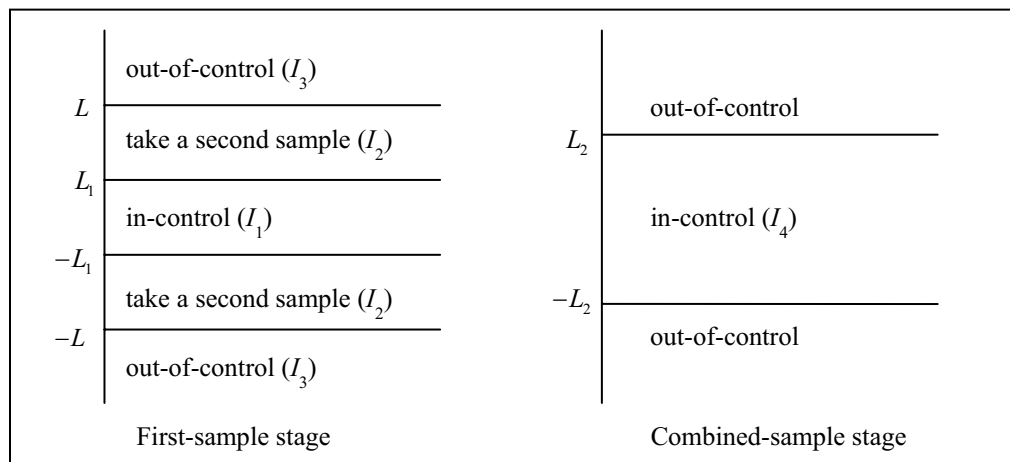 out-of-control (I₃)
L
take a second sample (I₂)
L₁
in-control (I₁)
−L₁
take a second sample (I₂)
−L
out-of-control (I₃)
First-sample stage
out-of-control
L₂
in-control (I₄)
−L₂
out-of-control
Combined-sample stage